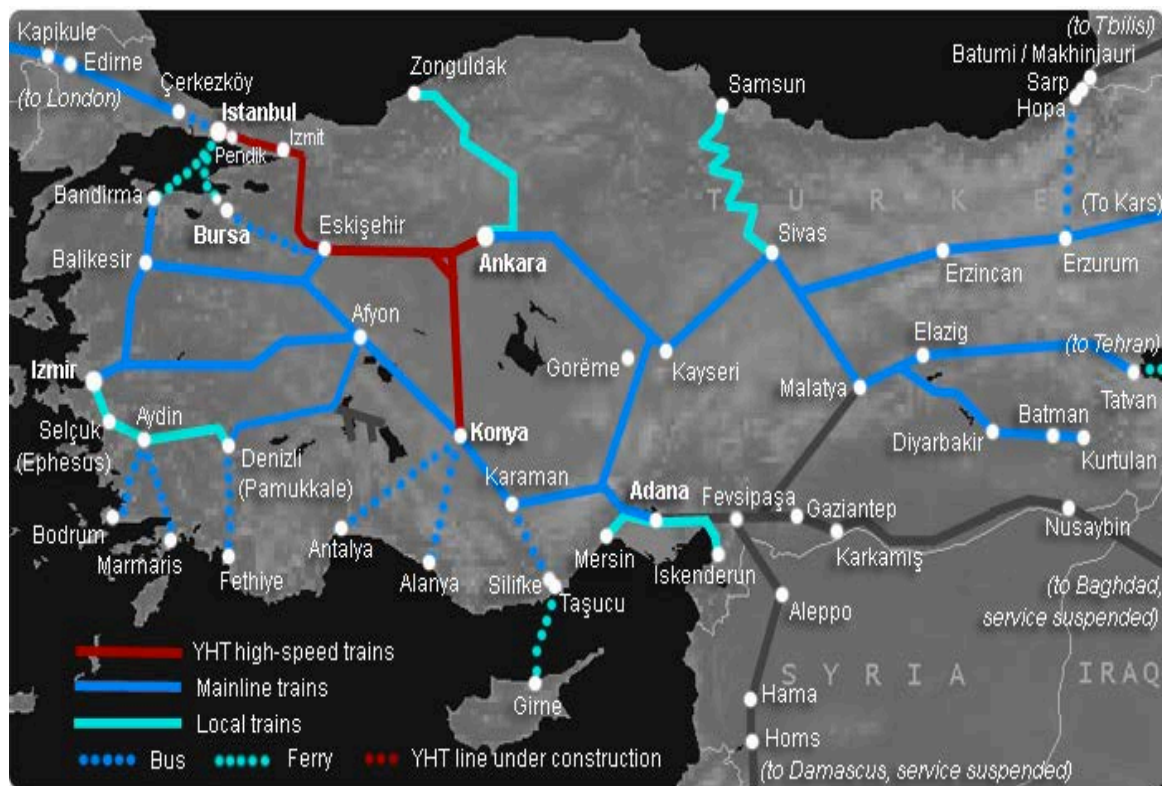 Kapikule
Edirne
(to London)
Çerkezköy
Istanbul
Pendik
Izmit
Zonguldak
Samsun
(to Tbilisi)
Batumi / Makhinjauri
Sarp
Hopa
Bandirma
Bursa
Eskişehir
Ankara
T U R K E
(To Kars)
Sivas
Erzincan
Erzurum
Balikesir
Afyon
Elazig
(to Tehran)
Izmir
Gorëme
Kayseri
Malatya
Tatvan
Selçuk
(Ephesus)
Aydin
Denizli
(Pamukkale)
Konya
Karaman
Diyarbakir
Batman
Kurtulan
Adana
Fevsipaşa
Gaziantep
Karkamiş
Nusaybin
Bodrum
Marmaris
Fethiye
Antalya
Alanya
Silifke
Taşucu
Mersin
Iskenderun
Aleppo
(to Baghdad,
service suspended)
YHT high-speed trains
Mainline trains
Local trains
Bus
Ferry
YHT line under construction
Girne
S Y R I A
IRAQ
Hama
Homs
(to Damascus, service suspended)